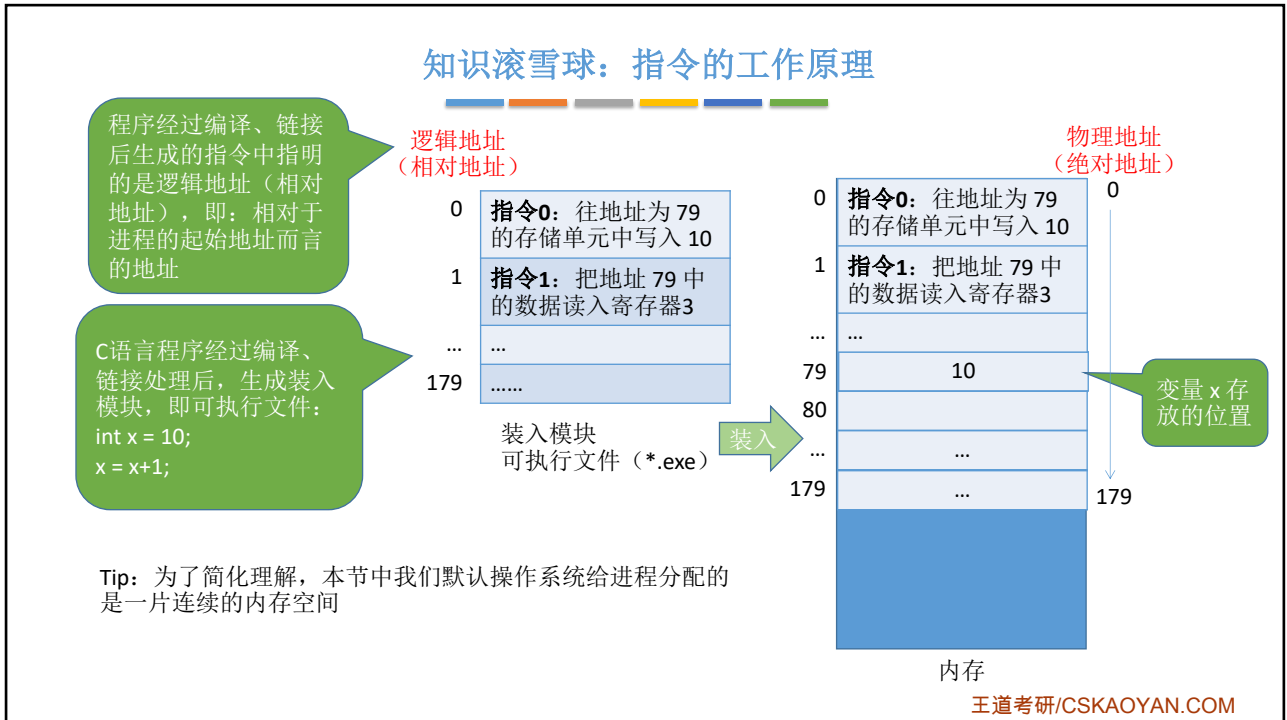 知识滚雪球：指令的工作原理
程序经过编译、链接
后生成的指令中指明
的是逻辑地址（相对
地址），即：相对于
进程的起始地址而言
的地址
C语言程序经过编译、
链接处理后，生成装入
模块，即可执行文件：
int x = 10;
x = x+1;
逻辑地址
（相对地址）
0
指令0：往地址为 79
的存储单元中写入 10
1
指令1：把地址 79 中
的数据读入寄存器3
...
...
179
......
装入模块
可执行文件（*.exe）
装入
物理地址
（绝对地址）
0
指令0：往地址为 79
的存储单元中写入 10
1
指令1：把地址 79 中
的数据读入寄存器3
...
...
79
10
80
...
...
179
...
0
179
变量 x 存
放的位置
内存
Tip：为了简化理解，本节中我们默认操作系统给进程分配的
是一片连续的内存空间
王道考研/CSKAOYAN.COM